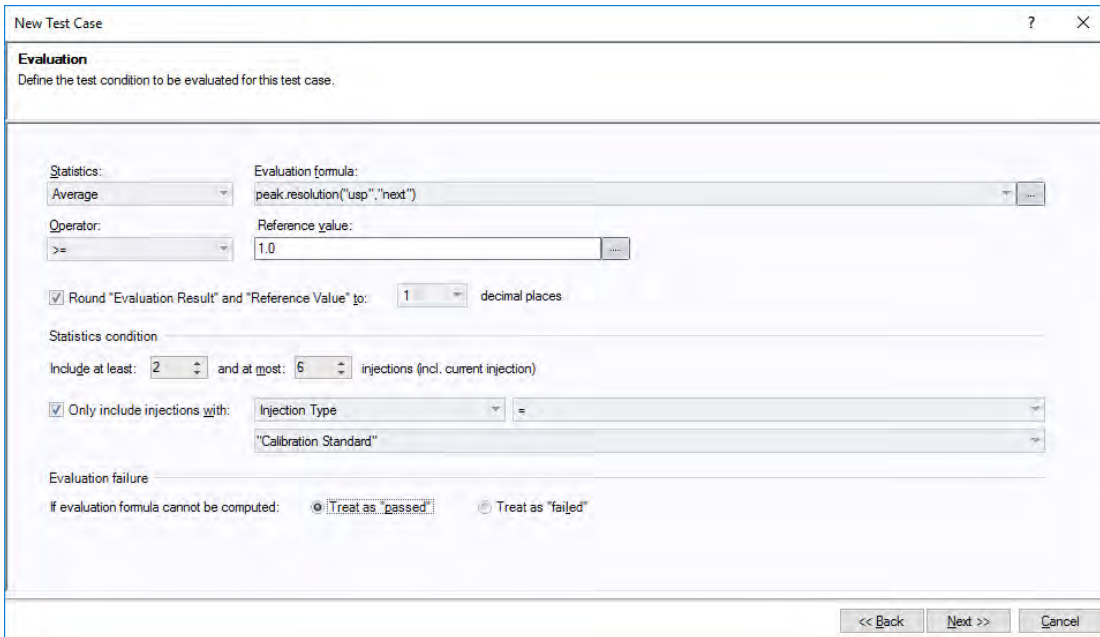 New Test Case ?
Evaluation
Define the test condition to be evaluated for this test case.
Statistics: Evaluation formula:
Average peak.resolution("usp","next") ...
Operator: Reference value:
>= 1.0 ...
Round "Evaluation Result" and "Reference Value" to: 1 decimal places
Statistics condition
Include at least: 2 and at most: 6 injections (incl. current injection)
Only include injections with: Injection Type =
"Calibration Standard"
Evaluation failure
If evaluation formula cannot be computed: Treat as "passed" Treat as "failed"
<< Back Next >> Cancel